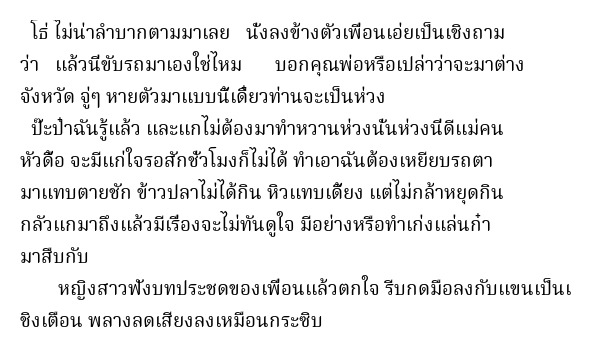 โธ่ ไม่น่าลำบากตามมาเลย นั่งลงข้างตัวเพื่อนเอ่ยเป็นเชิงถาม
ว่า แล้วนี่ขับรถมาเองใช่ไหม บอกคุณพ่อหรือเปล่าว่าจะมาต่าง
จังหวัด จู่ๆ หายตัวมาแบบนี้เดี๋ยวท่านจะเป็นห่วง
ป๊ะป๋าฉันรู้แล้ว และแกไม่ต้องมาทำหวานห่วงนั่นห่วงนี่ดีแม่คน
หัวดื้อ จะมีแก่ใจรอสักชั่วโมงก็ไม่ได้ ทำเอาฉันต้องเหยียบรถตา
มาแทบตายชัก ข้าวปลาไม่ได้กิน หิวแทบเดี้ยง แต่ไม่กล้าหยุดกิน
กลัวแกมาถึงแล้วมีเรื่องจะไม่ทันดูใจ มีอย่างหรือทำเก่งแล่นก๋า
มาสืบกับ
หญิงสาวฟังบทประชดของเพื่อนแล้วตกใจ รีบกดมือลงกับแขนเป็นเ
ชิงเตือน พลางลดเสียงลงเหมือนกระซิบ